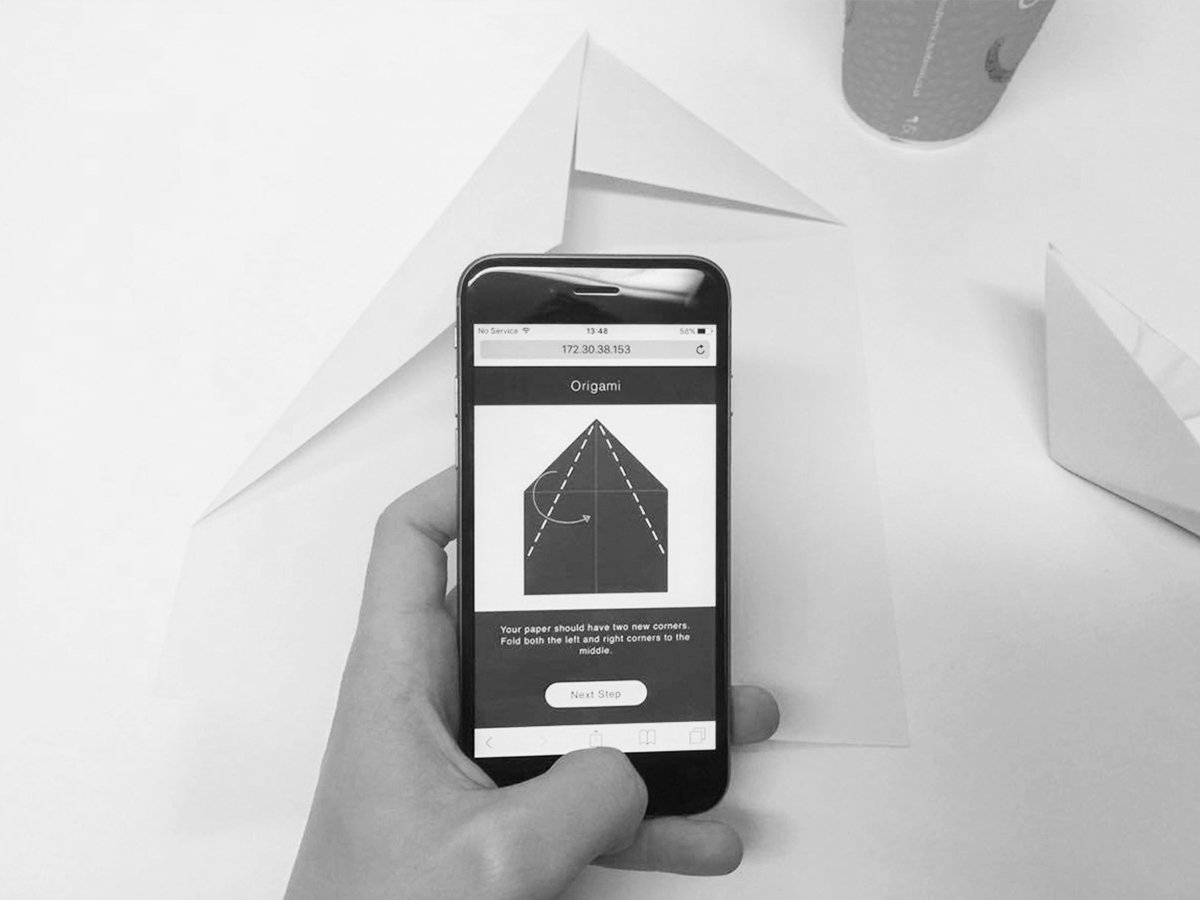 No Service 13:48 58%
172.30.38.153
Origami
Your paper should have two new corners.
Fold both the left and right corners to the
middle.
Next Step